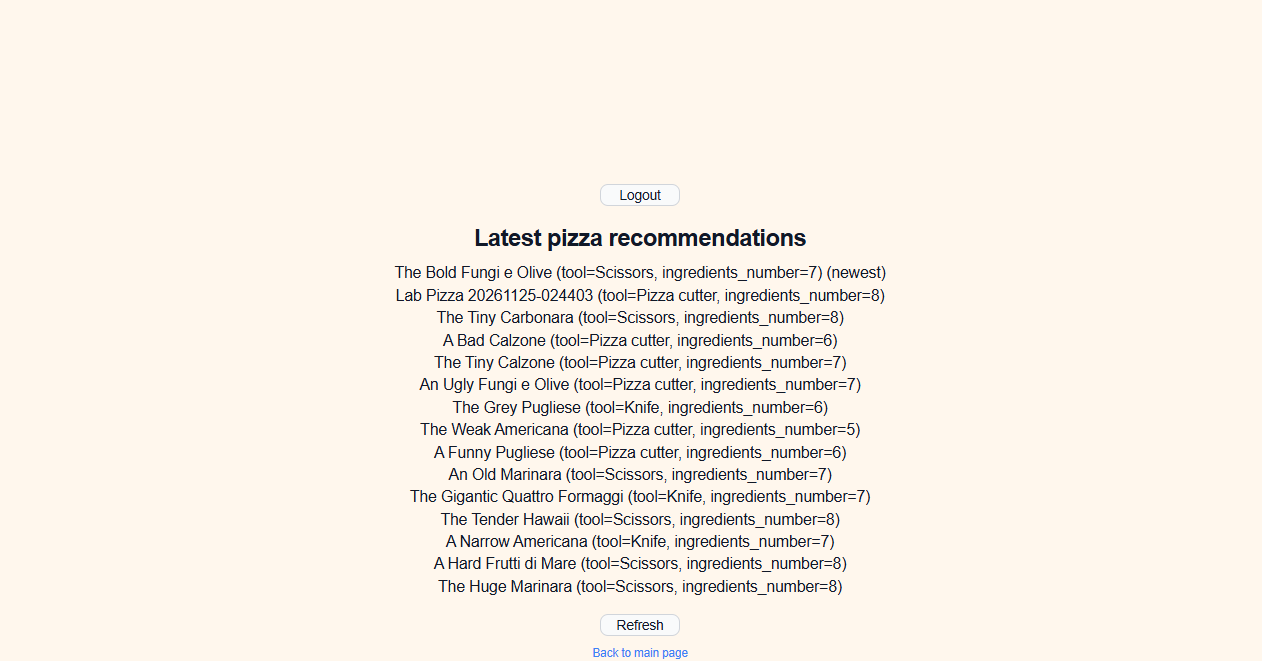 Logout
Latest pizza recommendations
The Bold Fungi e Olive (tool=Scissors, ingredients_number=7) (newest)
Lab Pizza 20261125-024403 (tool=Pizza cutter, ingredients_number=8)
The Tiny Carbonara (tool=Scissors, ingredients_number=8)
A Bad Calzone (tool=Pizza cutter, ingredients_number=6)
The Tiny Calzone (tool=Pizza cutter, ingredients_number=7)
An Ugly Fungi e Olive (tool=Pizza cutter, ingredients_number=7)
The Grey Pugliese (tool=Knife, ingredients_number=6)
The Weak Americana (tool=Pizza cutter, ingredients_number=5)
A Funny Pugliese (tool=Pizza cutter, ingredients_number=6)
An Old Marinara (tool=Scissors, ingredients_number=7)
The Gigantic Quattro Formaggi (tool=Knife, ingredients_number=7)
The Tender Hawaii (tool=Scissors, ingredients_number=8)
A Narrow Americana (tool=Knife, ingredients_number=7)
A Hard Frutti di Mare (tool=Scissors, ingredients_number=8)
The Huge Marinara (tool=Scissors, ingredients_number=8)
Refresh
Back to main page